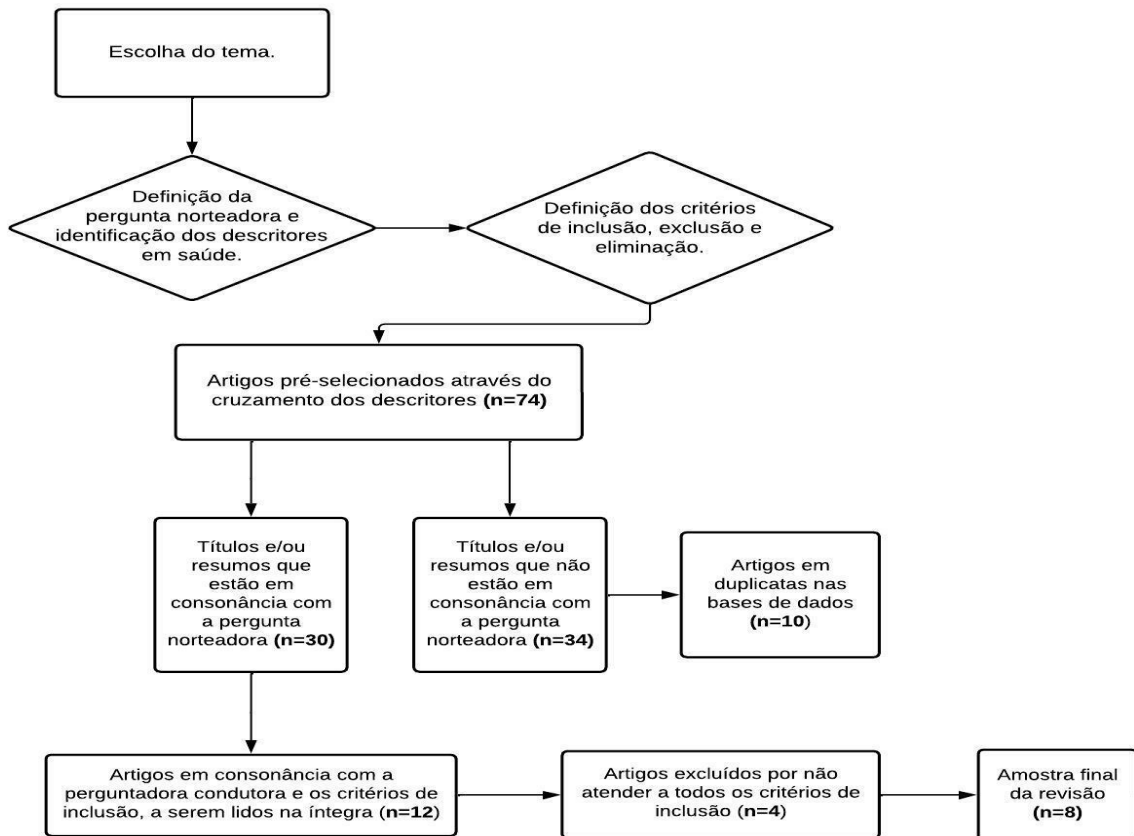 Escolha do tema.
Definição da
pergunta norteadora e
identificação dos descritores
em saúde.
Definição dos critérios
de inclusão, exclusão e
eliminação.
Artigos pré-selecionados através do
cruzamento dos descritores (n=74)
Títulos e/ou
resumos que
estão em
consonância com
a pergunta
norteadora (n=30)
Títulos e/ou
resumos que não
estão em
consonância com
a pergunta
norteadora (n=34)
Artigos em
duplicatas nas
bases de dados
(n=10)
Artigos em consonância com a
perguntadora condutora e os critérios de
inclusão, a serem lidos na íntegra (n=12)
Artigos excluídos por não
atender a todos os critérios de
inclusão (n=4)
Amostra final
da revisão
(n=8)